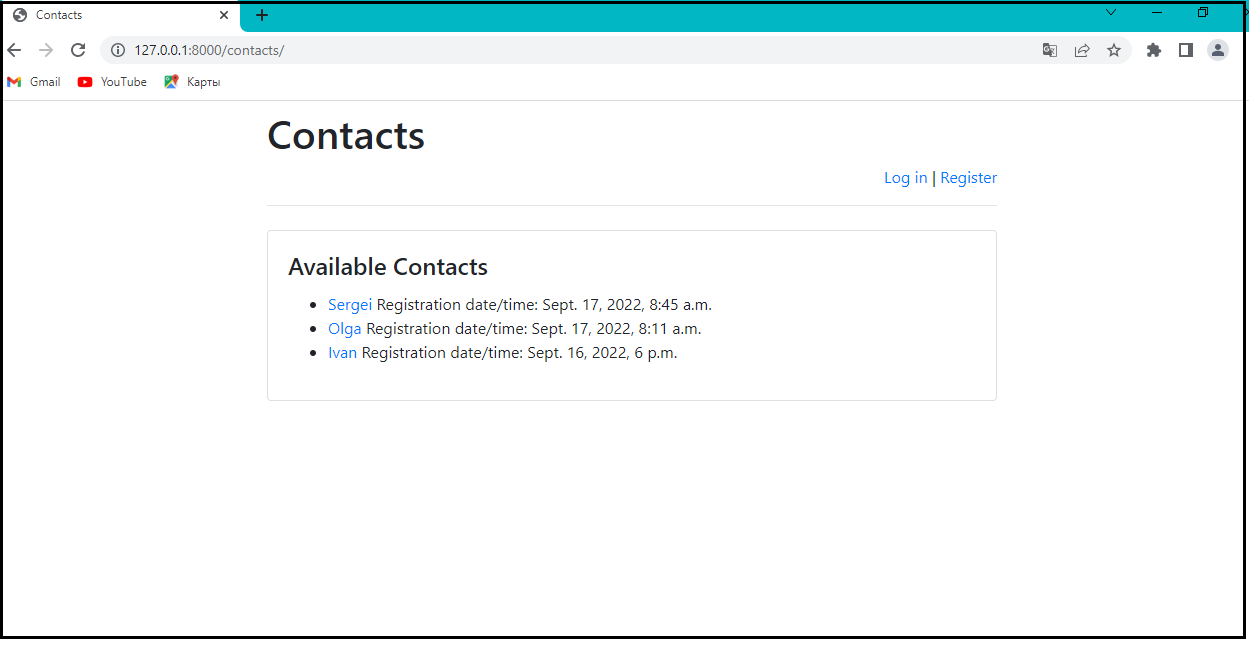 Contacts
127.0.0.1:8000/contacts/
Gmail YouTube Карты
Contacts
Log in | Register
Available Contacts
Sergei Registration date/time: Sept. 17, 2022, 8:45 a.m.
Olga Registration date/time: Sept. 17, 2022, 8:11 a.m.
Ivan Registration date/time: Sept. 16, 2022, 6 p.m.